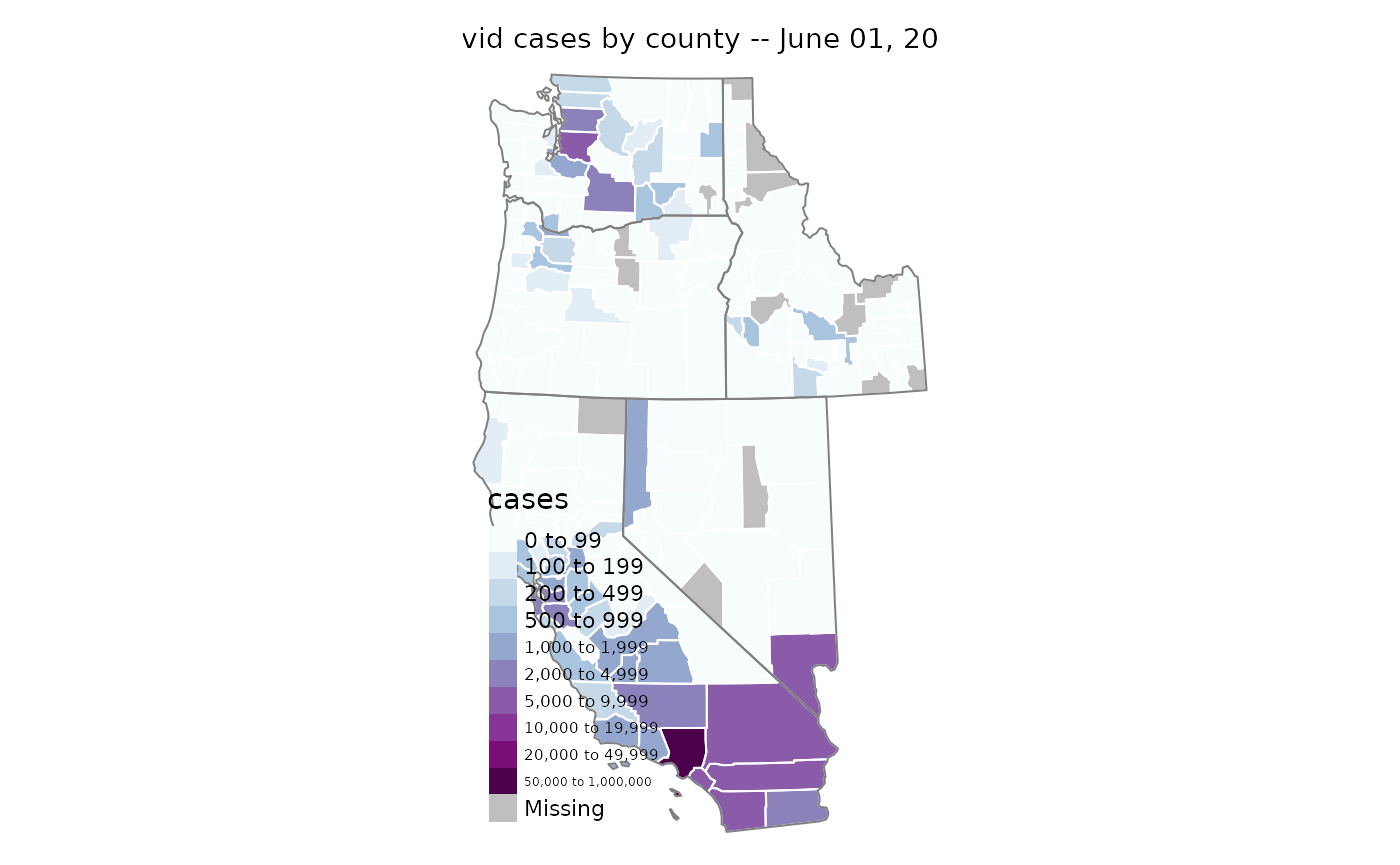 vid cases by county -- June 01, 20
cases
0 to 99
100 to 199
200 to 499
500 to 999
1,000 to 1,999
2,000 to 4,999
5,000 to 9,999
10,000 to 19,999
20,000 to 49,999
50,000 to 1,000,000
Missing